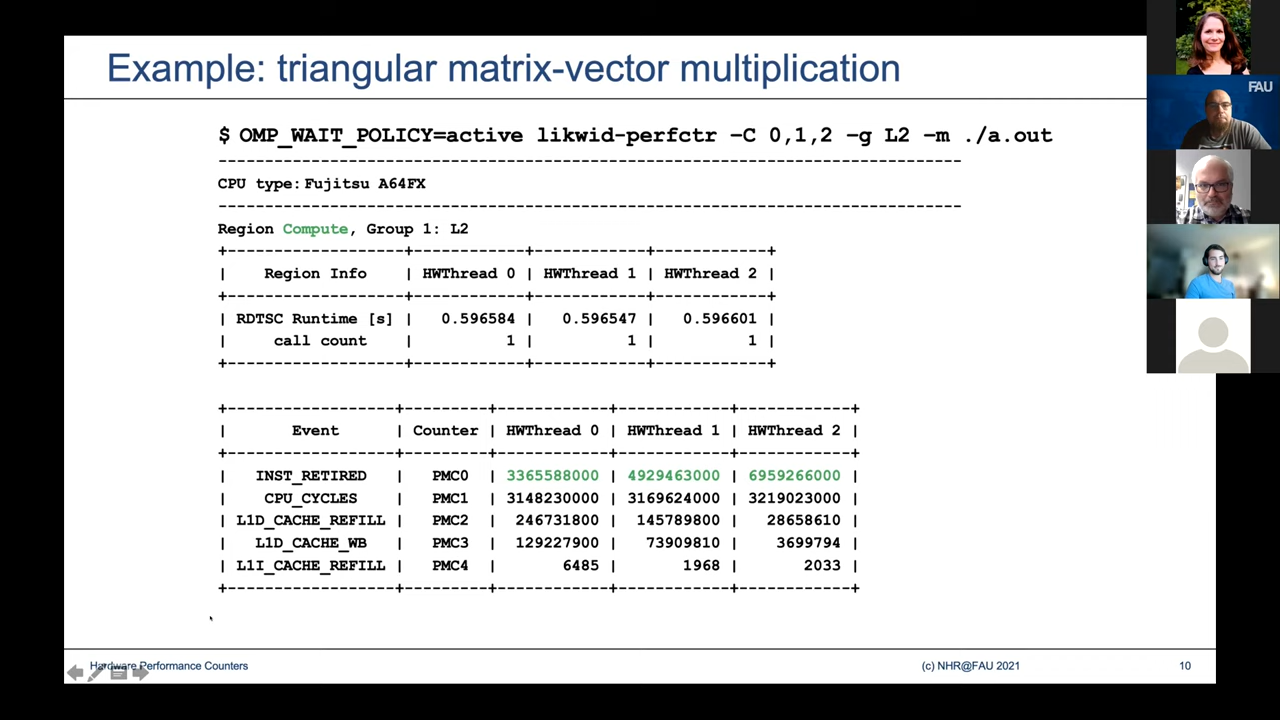 Example: triangular matrix-vector multiplication
$ OMP_WAIT_POLICY=active likwid-perfctr –C 0,1,2 –g L2 –m ./a.out
--------------------------------------------------------------------------------
CPU type: Fujitsu A64FX
--------------------------------------------------------------------------------
Region Compute, Group 1: L2
+-------------------+------------+------------+------------+
| Region Info | HWThread 0 | HWThread 1 | HWThread 2 |
+-------------------+------------+------------+------------+
| RDTSC Runtime [s] | 0.596584 | 0.596547 | 0.596601 |
| call count | 1 | 1 | 1 |
+-------------------+------------+------------+------------+
+------------------+---------+------------+------------+------------+
| Event | Counter | HWThread 0 | HWThread 1 | HWThread 2 |
+------------------+---------+------------+------------+------------+
| INST_RETIRED | PMC0 | 3365588000 | 4929463000 | 6959266000 |
| CPU_CYCLES | PMC1 | 3148230000 | 3169624000 | 3219023000 |
| L1D_CACHE_REFILL | PMC2 | 246731800 | 145789800 | 28658610 |
| L1D_CACHE_WB | PMC3 | 129227900 | 73909810 | 3699794 |
| L1I_CACHE_REFILL | PMC4 | 6485 | 1968 | 2033 |
+------------------+---------+------------+------------+------------+
Hardware Performance Counters
(c) NHR@FAU 2021
10
FAU